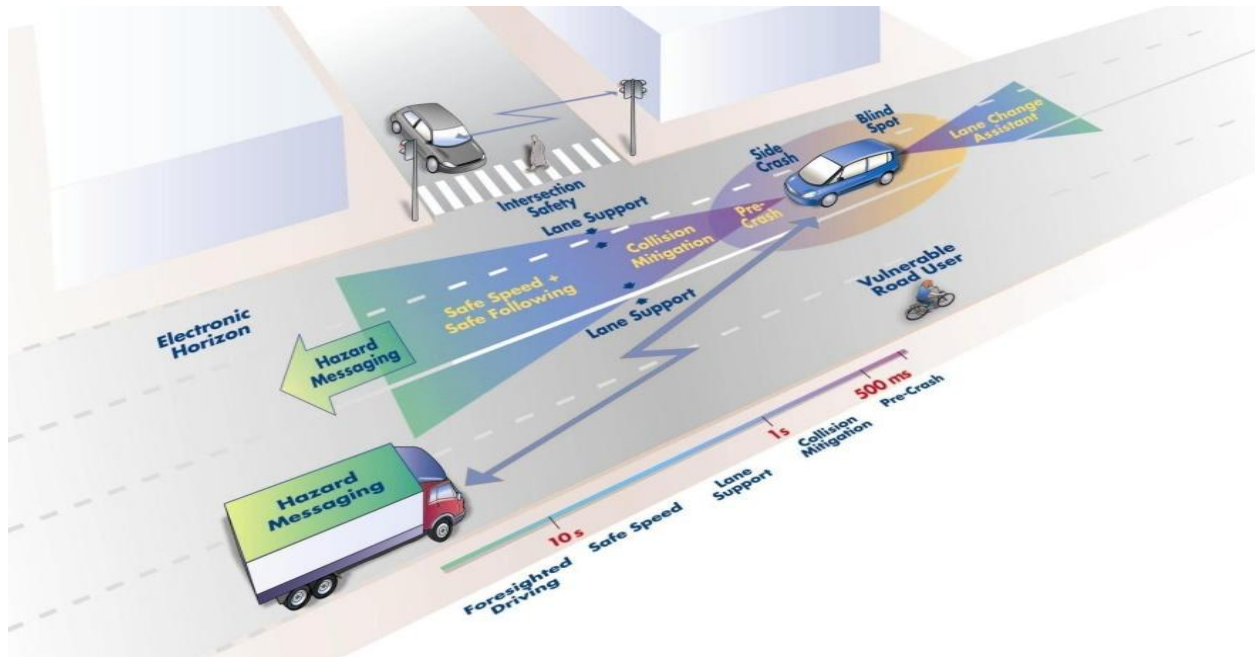 Blind
Spot
Lane Change
Assistant
Side
Crash
Intersection
Safety
Lane Support
Pre-
Crash
Collision
Mitigation
Safe Speed +
Safe Following
Lane Support
Vulnerable
Road User
Electronic
Horizon
Hazard
Messaging
Hazard
Messaging
500 ms
Pre-Crash
1s
Collision
Mitigation
Lane
Support
10 s
Safe Speed
Foresighted
Driving